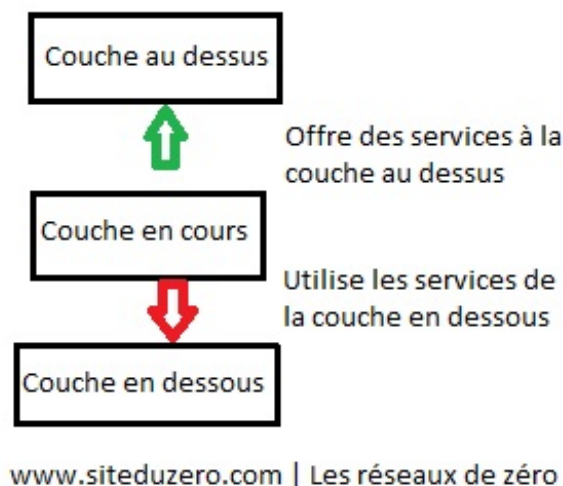 Couche au dessus
Offre des services à la
couche au dessus
Couche en cours
Utilise les services de
la couche en dessous
Couche en dessous
www.siteduzero.com | Les réseaux de zéro